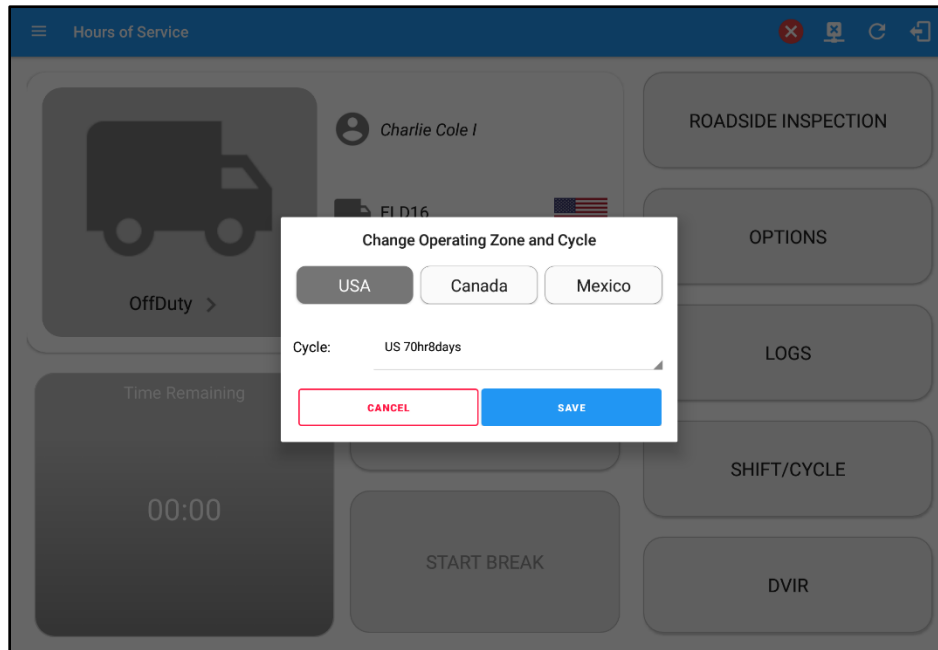 Hours of Service
Charlie Cole I
ELD16
OffDuty
Time Remaining
00:00
START BREAK
ROADSIDE INSPECTION
OPTIONS
LOGS
SHIFT/CYCLE
DVIR
Change Operating Zone and Cycle
USA Canada Mexico
Cycle: US 70hr8days
CANCEL SAVE